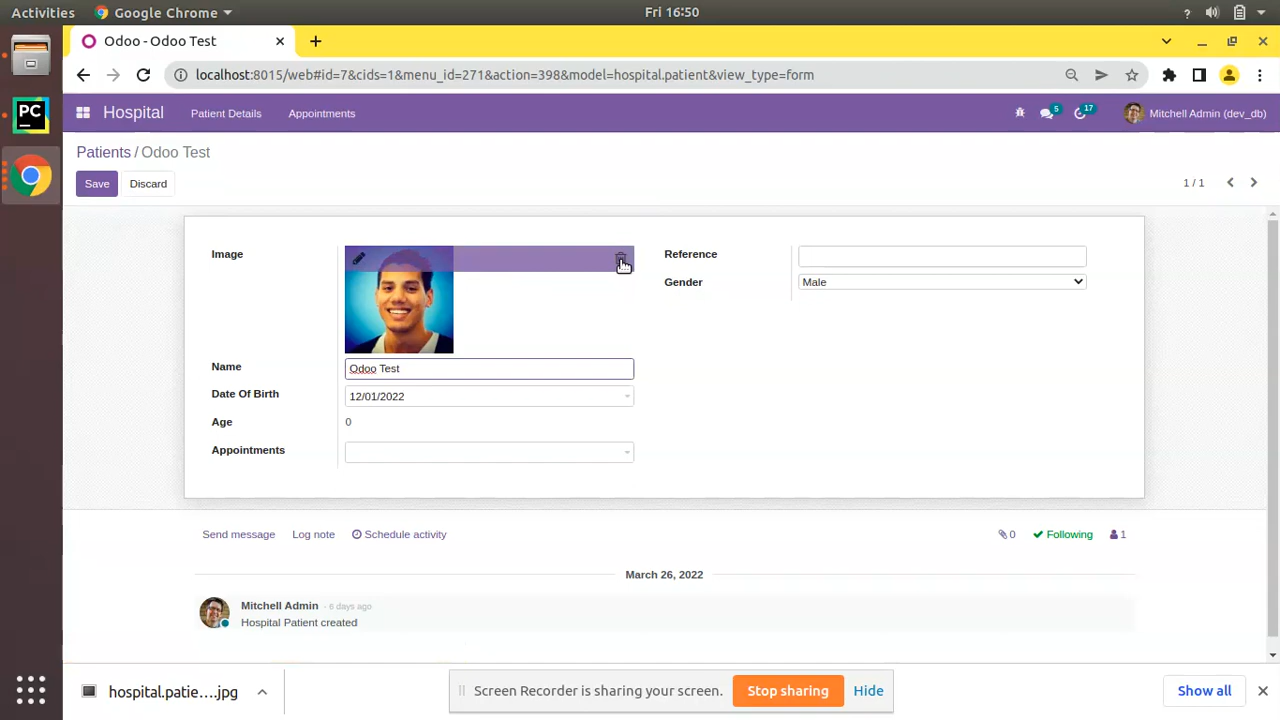 Activities Google Chrome Fri 16:50
Odoo - Odoo Test
localhost:8015/web#id=7&cids=1&menu_id=271&action=398&model=hospital.patient&view_type=form
Hospital Patient Details Appointments 5 17 Mitchell Admin (dev_db)
Patients / Odoo Test
Save Discard 1 / 1
Image Reference
Gender Male
Name Odoo Test
Date Of Birth 12/01/2022
Age 0
Appointments
Send message Log note Schedule activity 0 Following 1
March 26, 2022
Mitchell Admin - 6 days ago
Hospital Patient created
hospital.patie....jpg Screen Recorder is sharing your screen. Stop sharing Hide Show all
PC